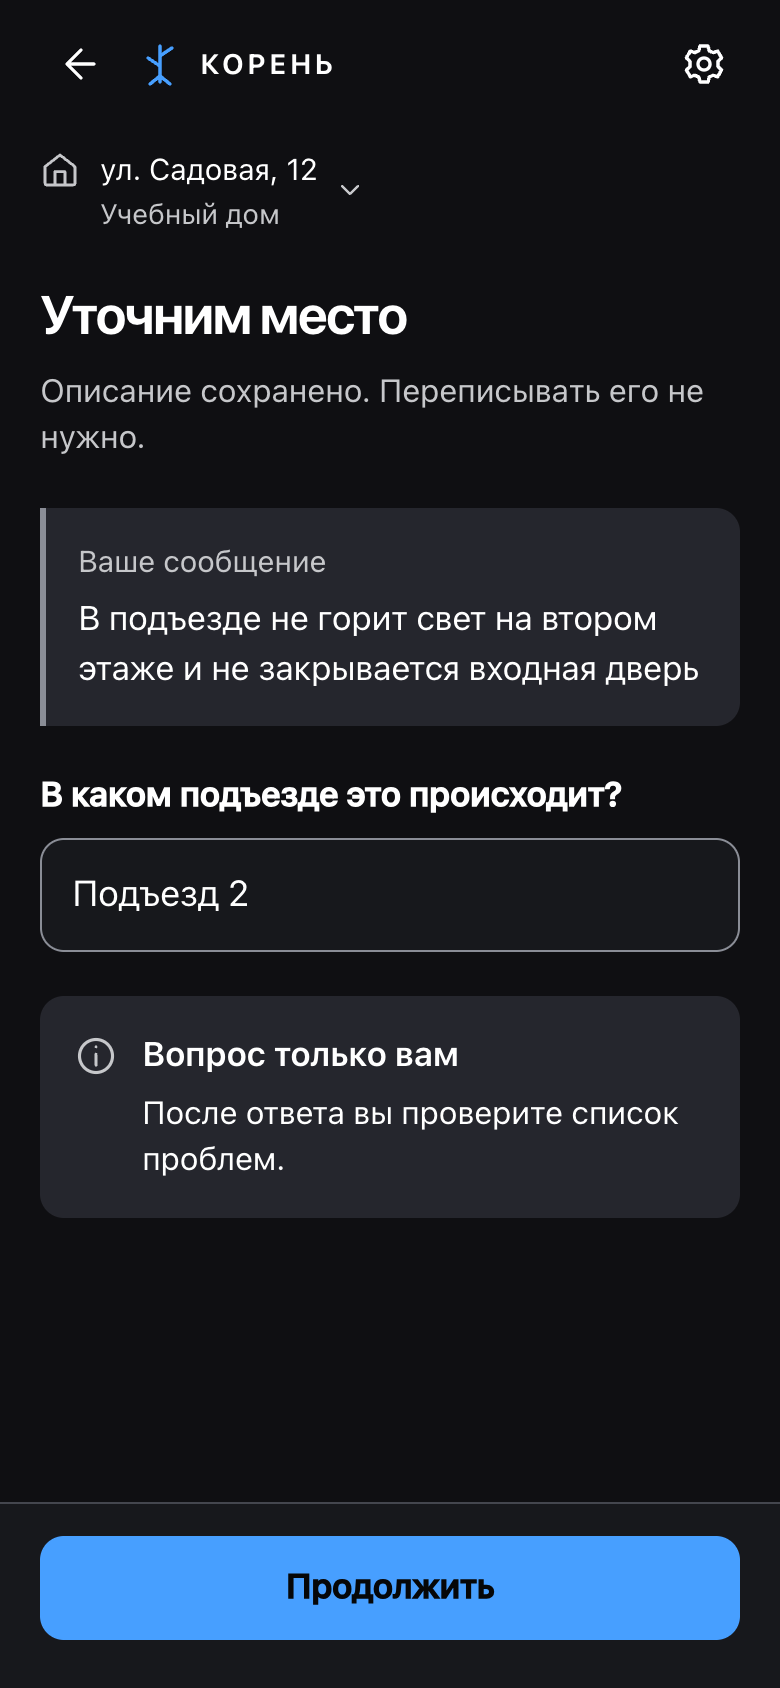 КОРЕНЬ
ул. Садовая, 12
Учебный дом
Уточним место
Описание сохранено. Переписывать его не
нужно.
Ваше сообщение
В подъезде не горит свет на втором
этаже и не закрывается входная дверь
В каком подъезде это происходит?
Подъезд 2
Вопрос только вам
После ответа вы проверите список
проблем.
Продолжить